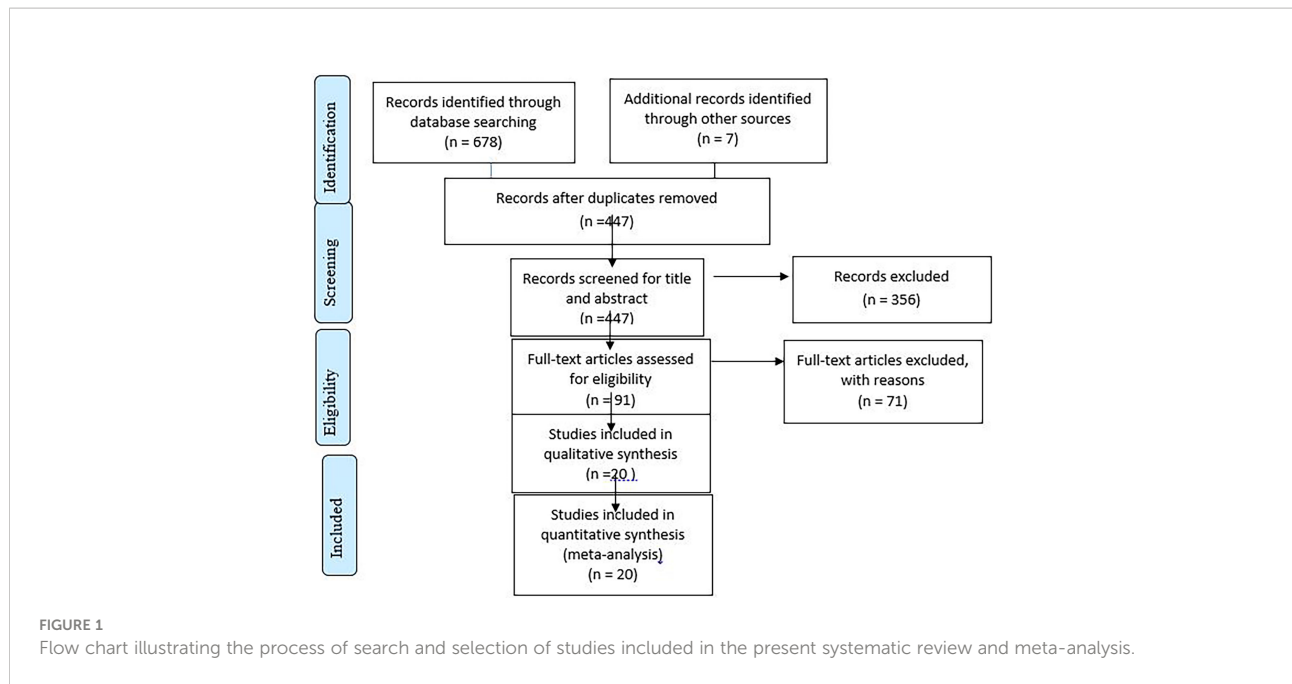 Identification
Records identified through
database searching
(n = 678)
Additional records identified
through other sources
(n = 7)
Records after duplicates removed
(n =447)
Screening
Records screened for title
and abstract
(n =447)
Records excluded
(n = 356)
Eligibility
Full-text articles assessed
for eligibility
(n = 91)
Full-text articles excluded,
with reasons
(n = 71)
Studies included in
qualitative synthesis
(n =20 )
Included
Studies included in
quantitative synthesis
(meta-analysis)
(n = 20)
FIGURE 1
Flow chart illustrating the process of search and selection of studies included in the present systematic review and meta-analysis.